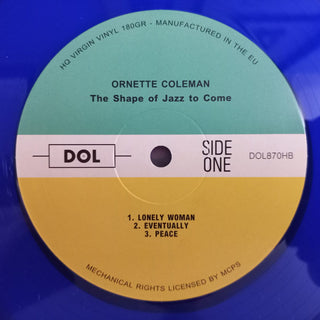 HQ VIRGIN VINYL 180GR - MANUFACTURED IN THE EU
ORNETTE COLEMAN
The Shape of Jazz to Come
DOL
SIDE
ONE
DOL870HB
1. LONELY WOMAN
2. EVENTUALLY
3. PEACE
MECHANICAL RIGHTS LICENSED BY MCPS